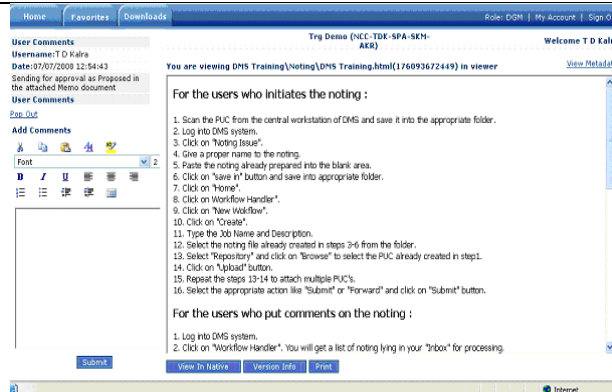 Home Favorites Downloads
Role: DGM | My Account | Sign O
User Comments
Username:T D Kalra
Date:07/07/2008 12:54:43
Sending for approval as Proposed in
the attached Memo document
User Comments
Pop Out
Add Comments
Font 2
B I U
Submit
Trg Demo (NCC-TDK-SPA-SKM-
AKR)
Welcome T D Kalr
You are viewing DMS Training\Noting\DMS Training.html(176093672449) in viewer
View Metadat
For the users who initiates the noting :
1. Scan the PUC from the central workstation of DMS and save it into the appropriate folder.
2. Log into DMS system.
3. Click on "Noting Issue".
4. Give a proper name to the noting.
5. Paste the noting already prepared into the blank area.
6. Click on "save in" button and save into appropriate folder.
7. Click on "Home".
8. Click on Workflow Handler".
9. Click on "New Wokflow".
10. Click on "Create".
11. Type the Job Name and Description.
12. Select the noting file already created in steps 3-6 from the folder.
13. Select "Repository" and click on "Browse" to select the PUC already created in step1.
14. Click on "Upload" button.
15. Repeat the steps 13-14 to attach multiple PUC's.
16. Select the appropriate action like "Submit" or "Forward" and click on "Submit" button.
For the users who put comments on the noting :
1. Log into DMS system.
2. Click on "Workflow Handler". You will get a list of noting lying in your "Inbox" for processing.
View In Native Version Info Print
Internet